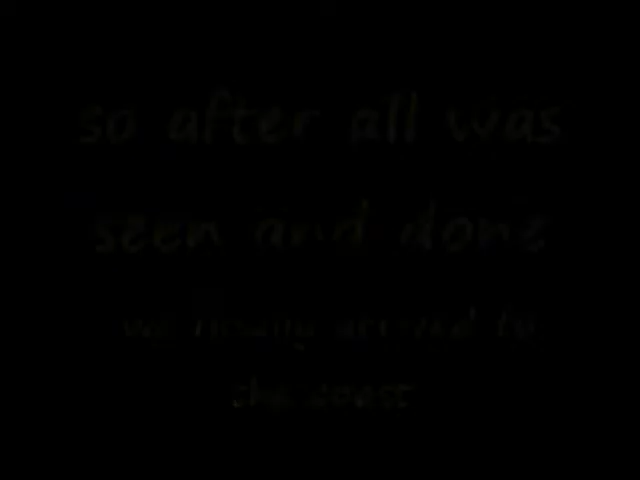 so after all was
seen and done
we finally arrived to
the coast